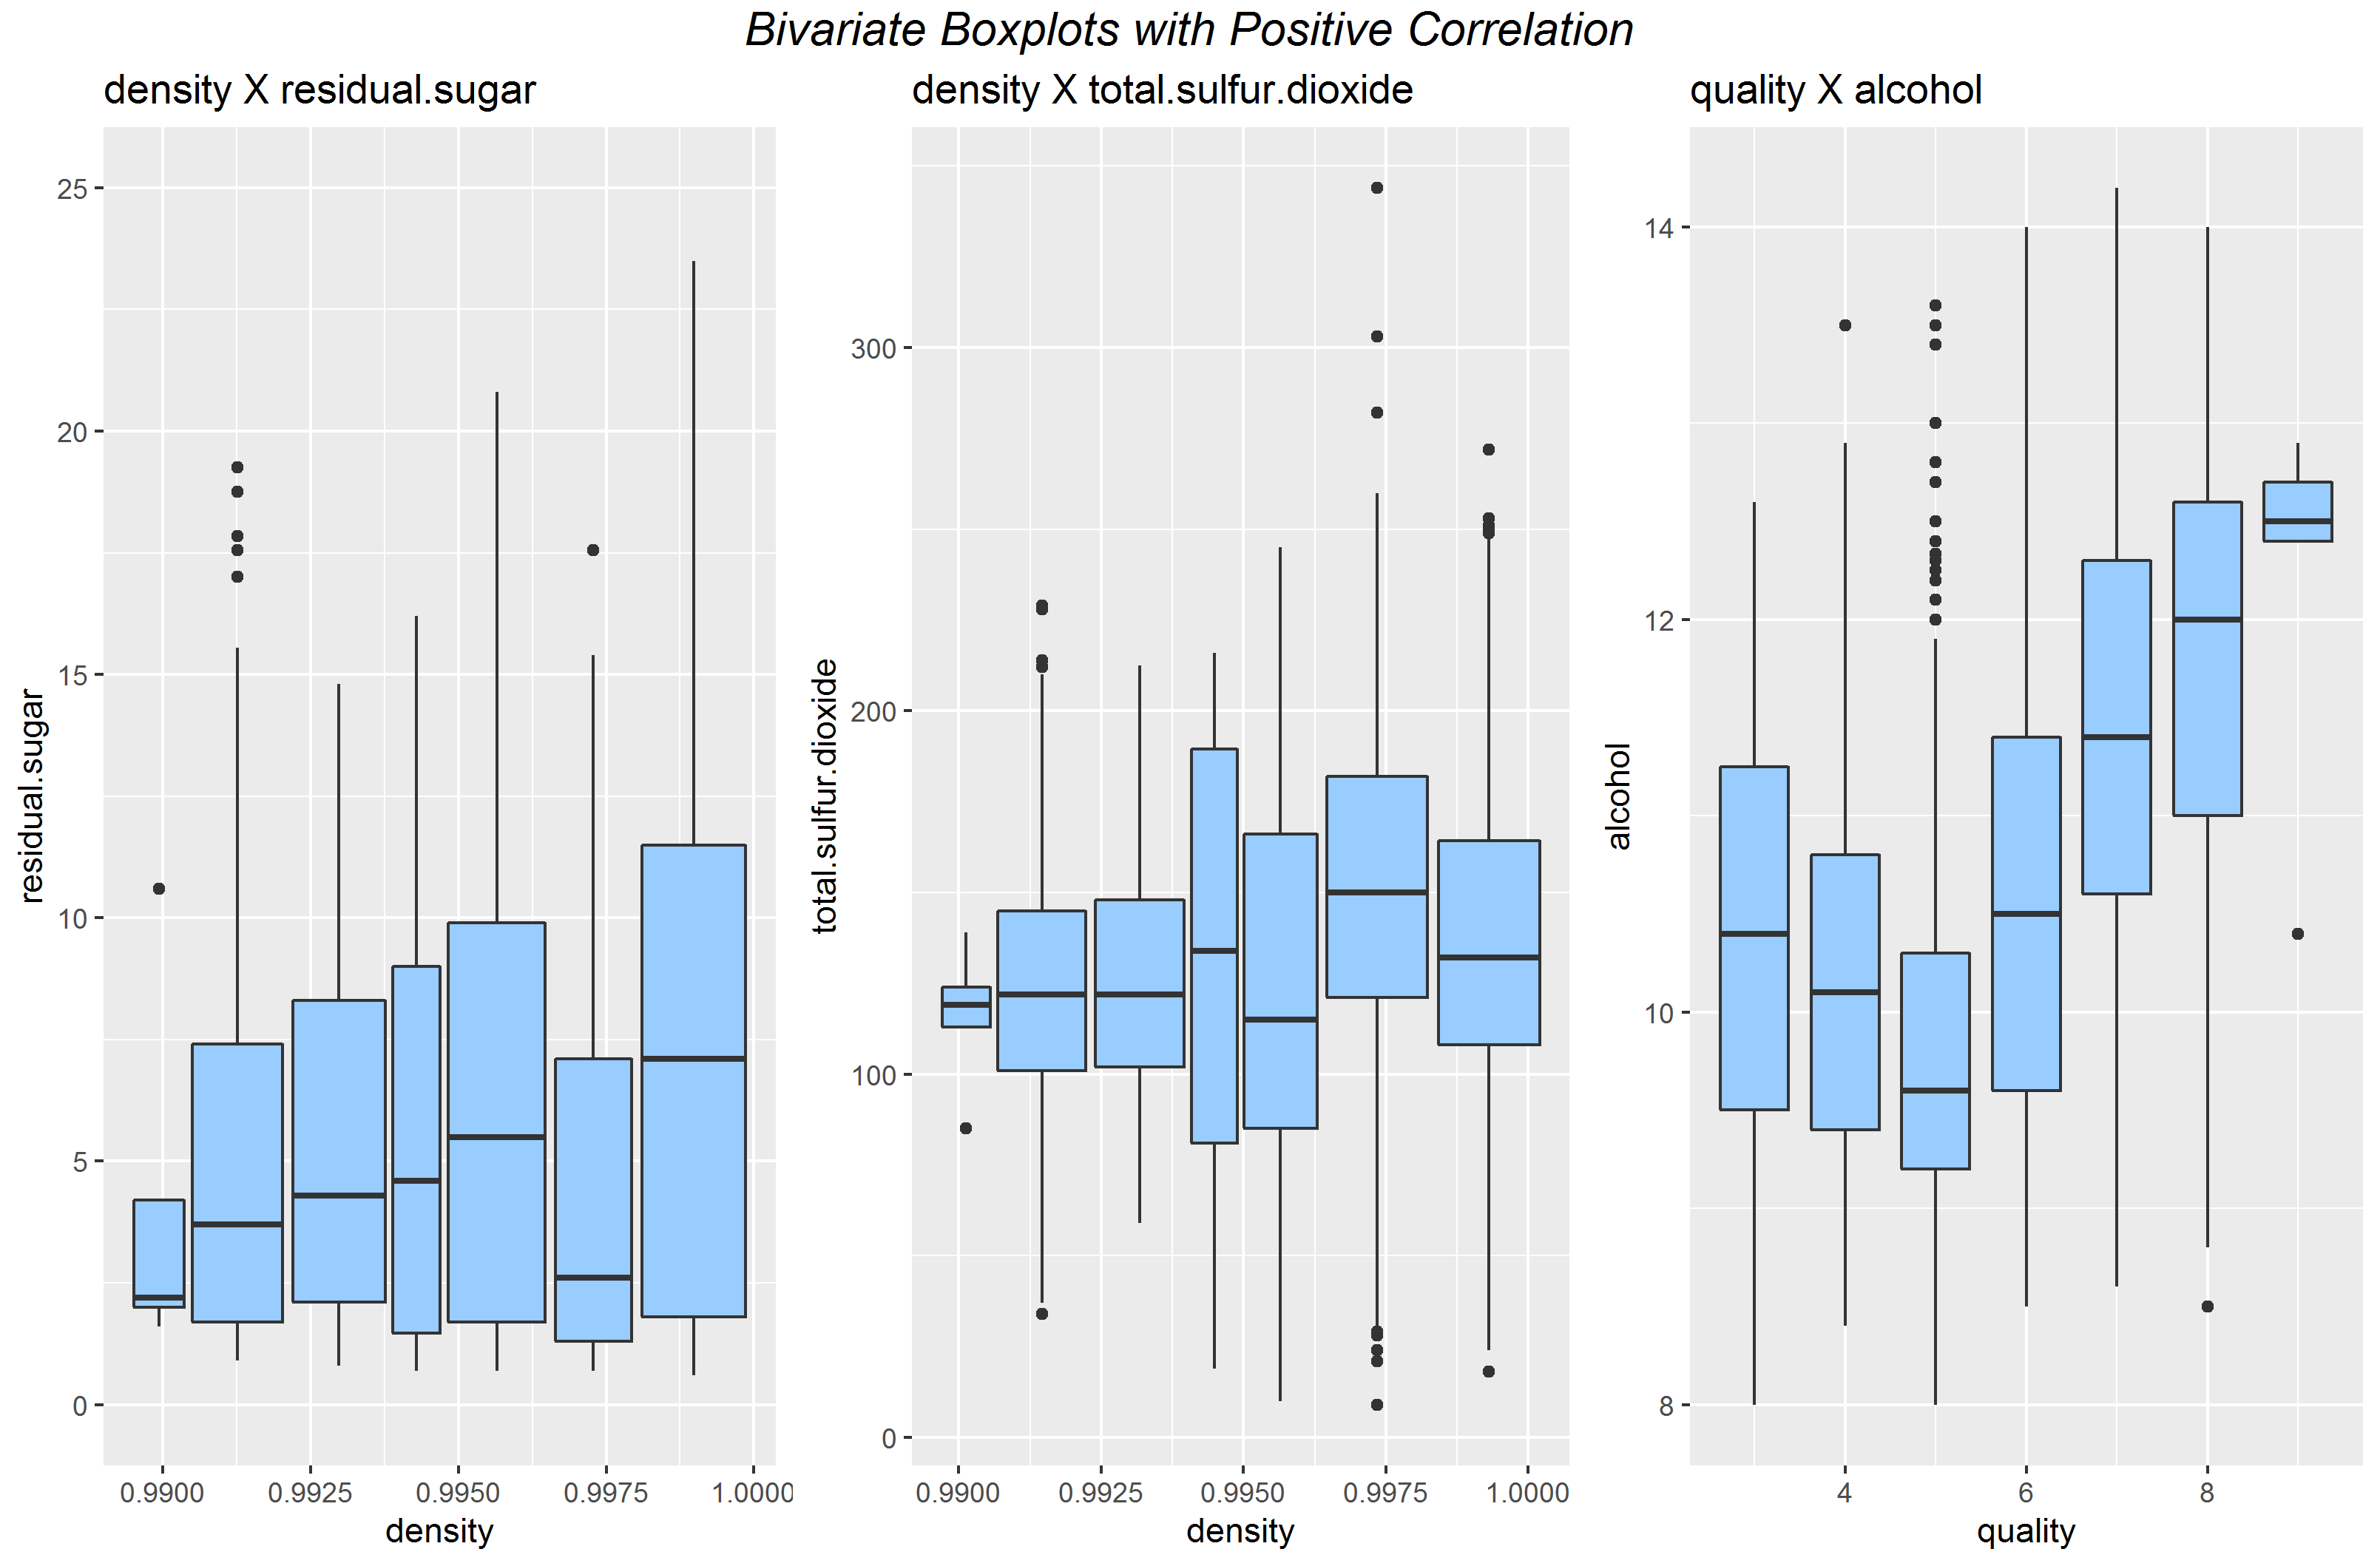 Bivariate Boxplots with Positive Correlation
density X residual.sugar
25
20
15
10
5
0
residual.sugar
0.9900 0.9925 0.9950 0.9975 1.0000
density
density X total.sulfur.dioxide
300
200
100
0
total.sulfur.dioxide
0.9900 0.9925 0.9950 0.9975 1.0000
density
quality X alcohol
14
12
10
8
alcohol
4 6 8
quality